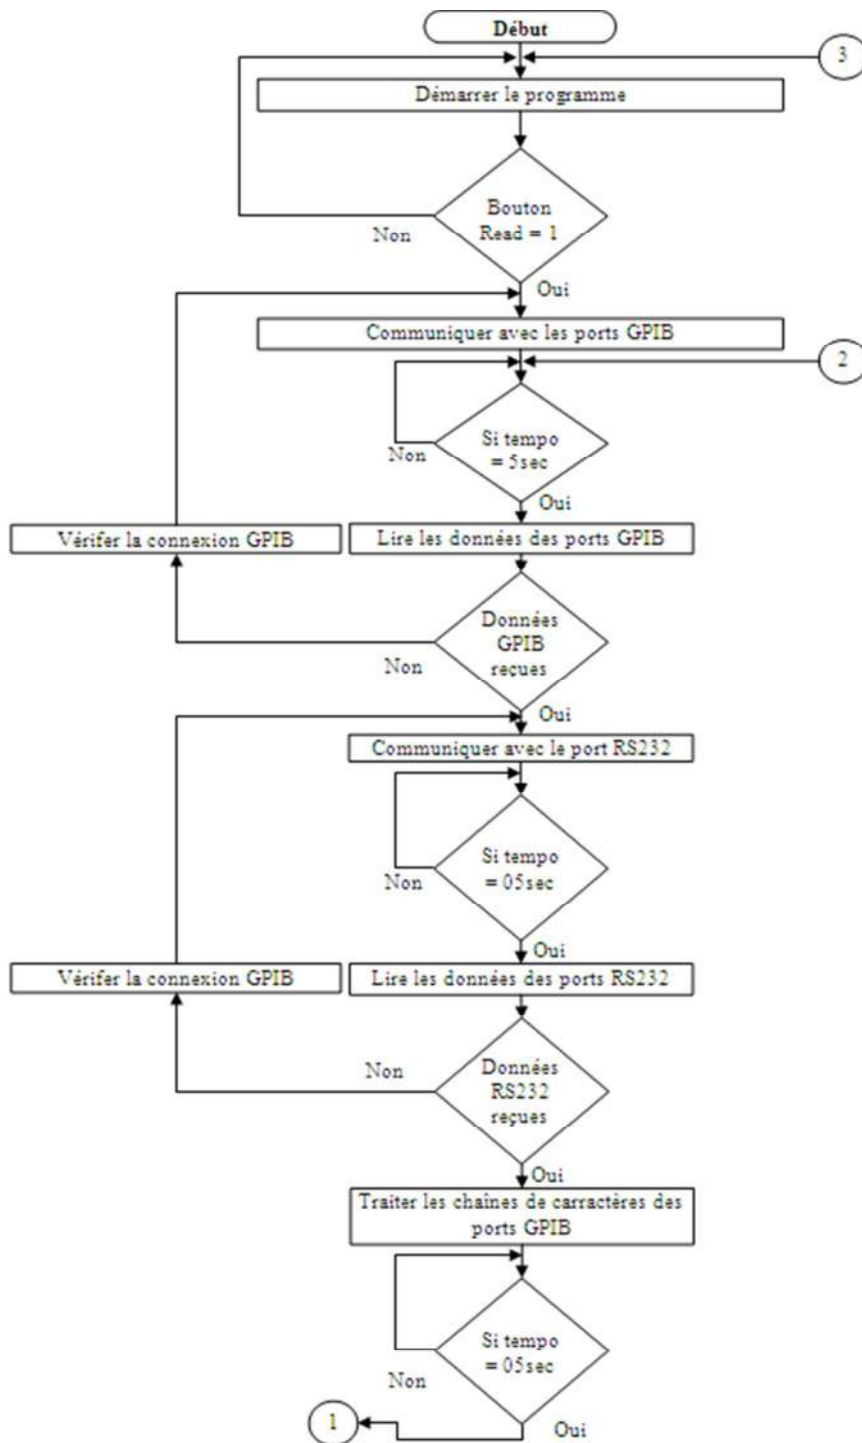 Début
3
Démarrer le programme
Bouton
Read = 1
Non
Oui
Communiquer avec les ports GPIB
2
Si tempo
= 5sec
Non
Oui
Vérifer la connexion GPIB
Lire les données des ports GPIB
Données
GPIB
reçues
Non
Oui
Communiquer avec le port RS232
Si tempo
= 05sec
Non
Oui
Vérifer la connexion GPIB
Lire les données des ports RS232
Données
RS232
reçues
Non
Oui
Traiter les chaînes de carractères des
ports GPIB
Si tempo
= 05sec
Non
1
Oui